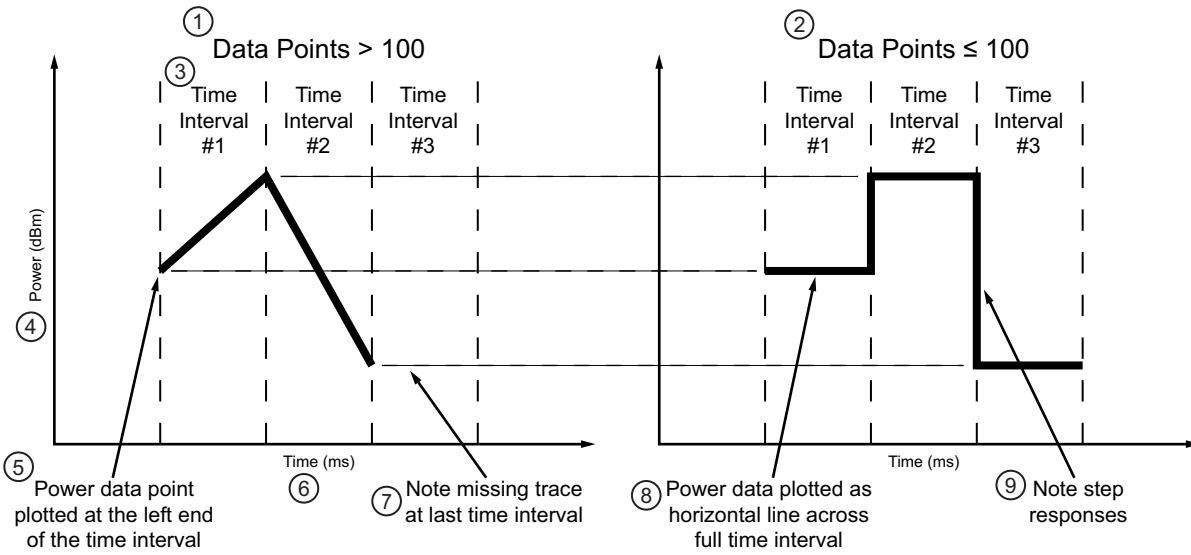 1
Data Points > 100
2
Data Points ≤ 100
3
Time
Interval
#1
Time
Interval
#2
Time
Interval
#3
Time
Interval
#1
Time
Interval
#2
Time
Interval
#3
Power (dBm)
4
Time (ms)
6
Time (ms)
5
Power data point
plotted at the left end
of the time interval
7
Note missing trace
at last time interval
8
Power data plotted as
horizontal line across
full time interval
9
Note step
responses